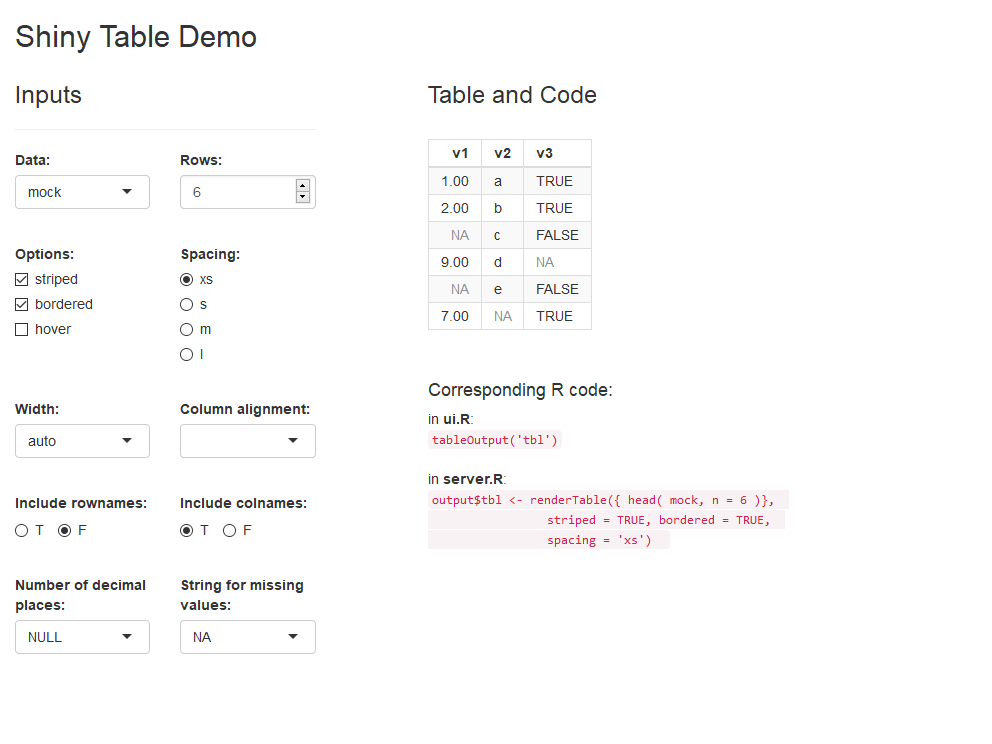 Shiny Table Demo
Inputs
Data: Rows:
mock 6
Options: Spacing:
striped xs
bordered s
hover m
l
Width: Column alignment:
auto
Include rownames: Include colnames:
T F T F
Number of decimal places: String for missing values:
NULL NA
Table and Code
v1 v2 v3
1.00 a TRUE
2.00 b TRUE
NA c FALSE
9.00 d NA
NA e FALSE
7.00 NA TRUE
Corresponding R code:
in ui.R:
tableOutput('tbl')
in server.R:
output$tbl <- renderTable({ head( mock, n = 6 )},
striped = TRUE, bordered = TRUE,
spacing = 'xs')